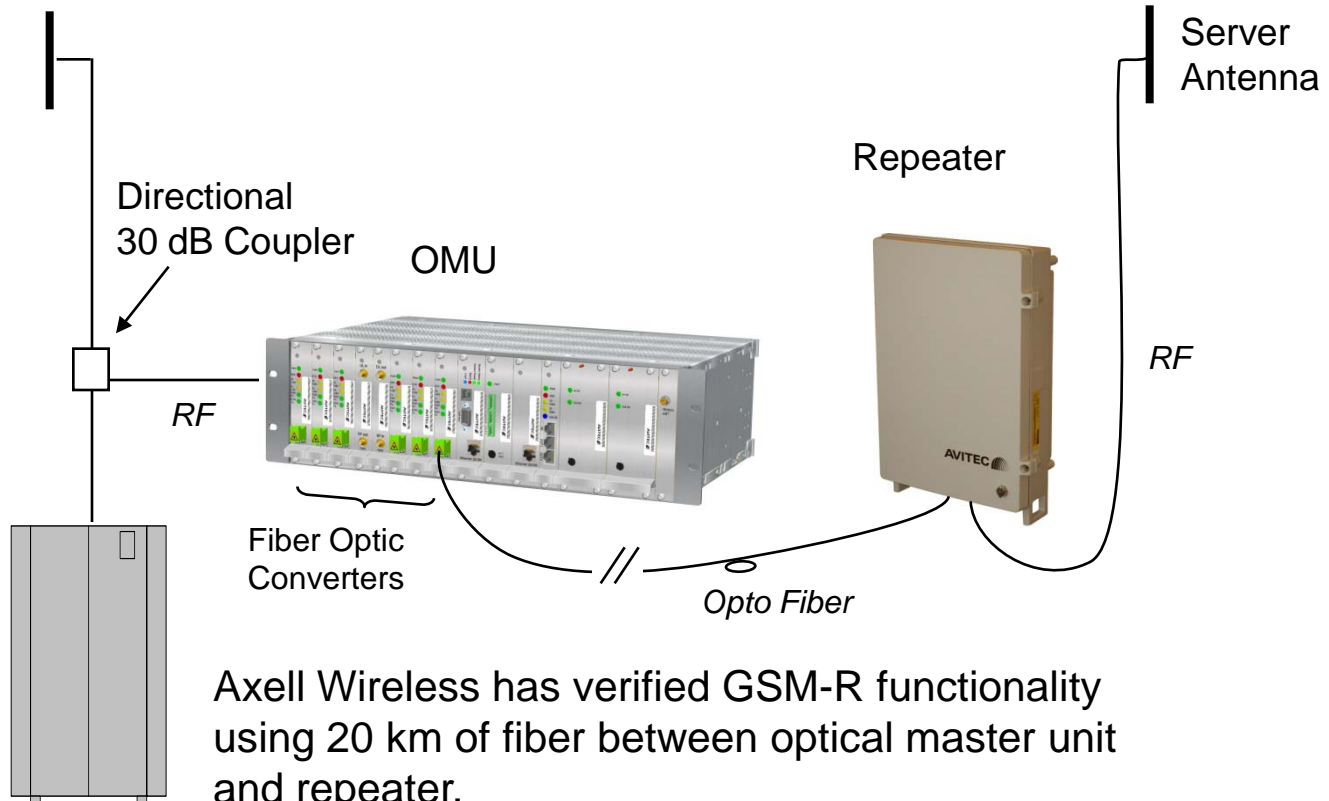 Server
Antenna
Repeater
Directional
30 dB Coupler
OMU
RF
RF
AVITEC
Fiber Optic
Converters
Opto Fiber
Axell Wireless has verified GSM-R functionality
using 20 km of fiber between optical master unit
and repeater.